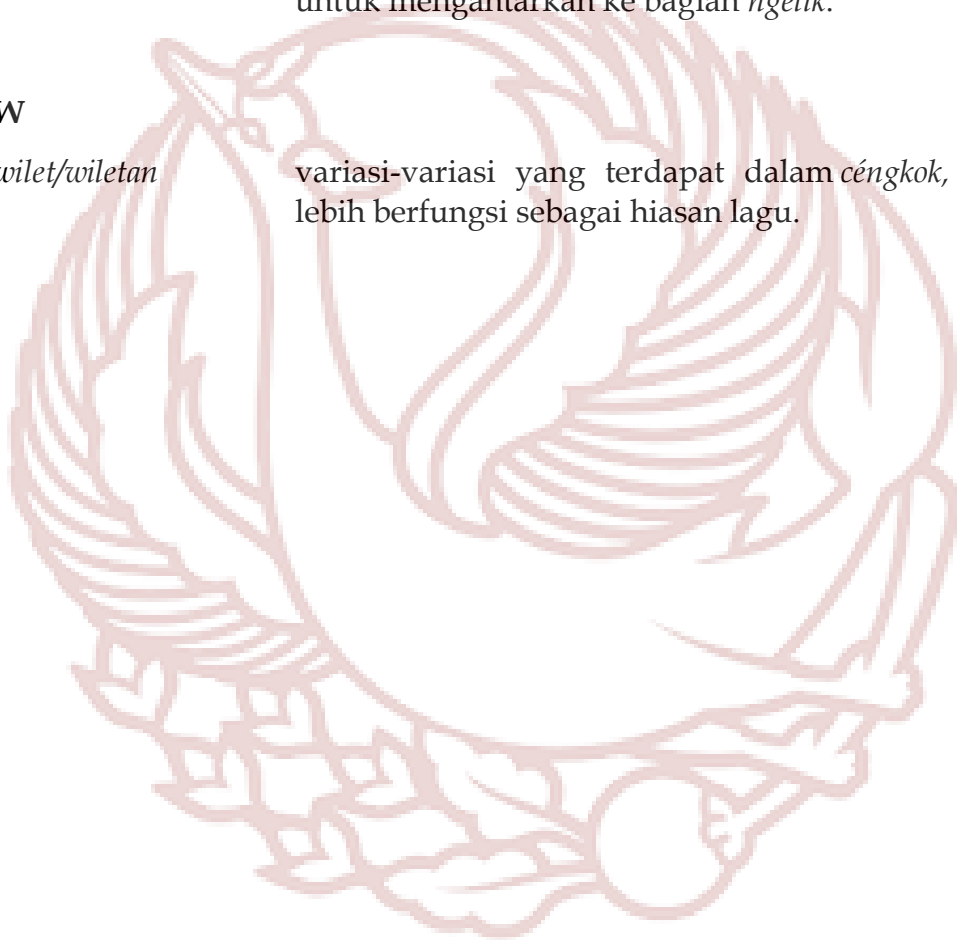 untuk mengantarkan ke bagian ngelik.
W
wilet/wiletan
variasi-variasi yang terdapat dalam céngkok,
lebih berfungsi sebagai hiasan lagu.